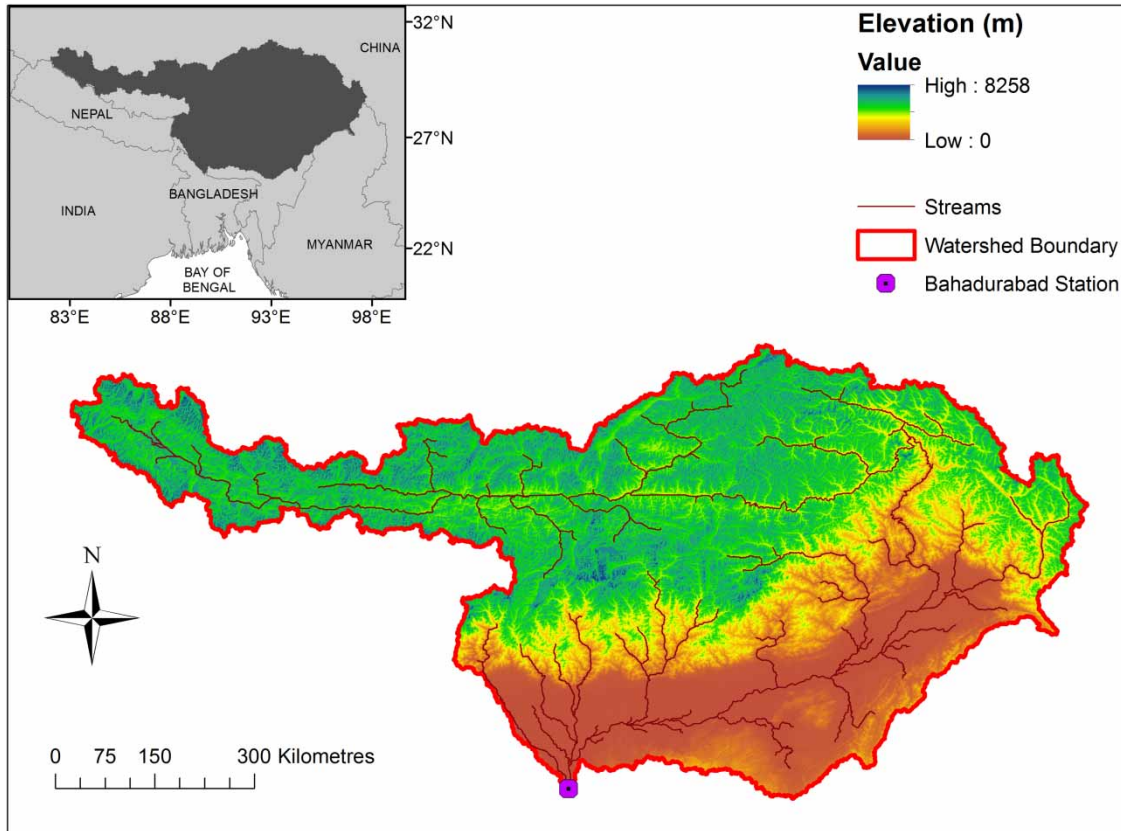 32°N
CHINA
NEPAL
27°N
BANGLADESH
INDIA
MYANMAR
22°N
BAY OF
BENGAL
83°E 88°E 93°E 98°E
Elevation (m)
Value
High : 8258
Low : 0
Streams
Watershed Boundary
Bahadurabad Station
N
0 75 150 300 Kilometres